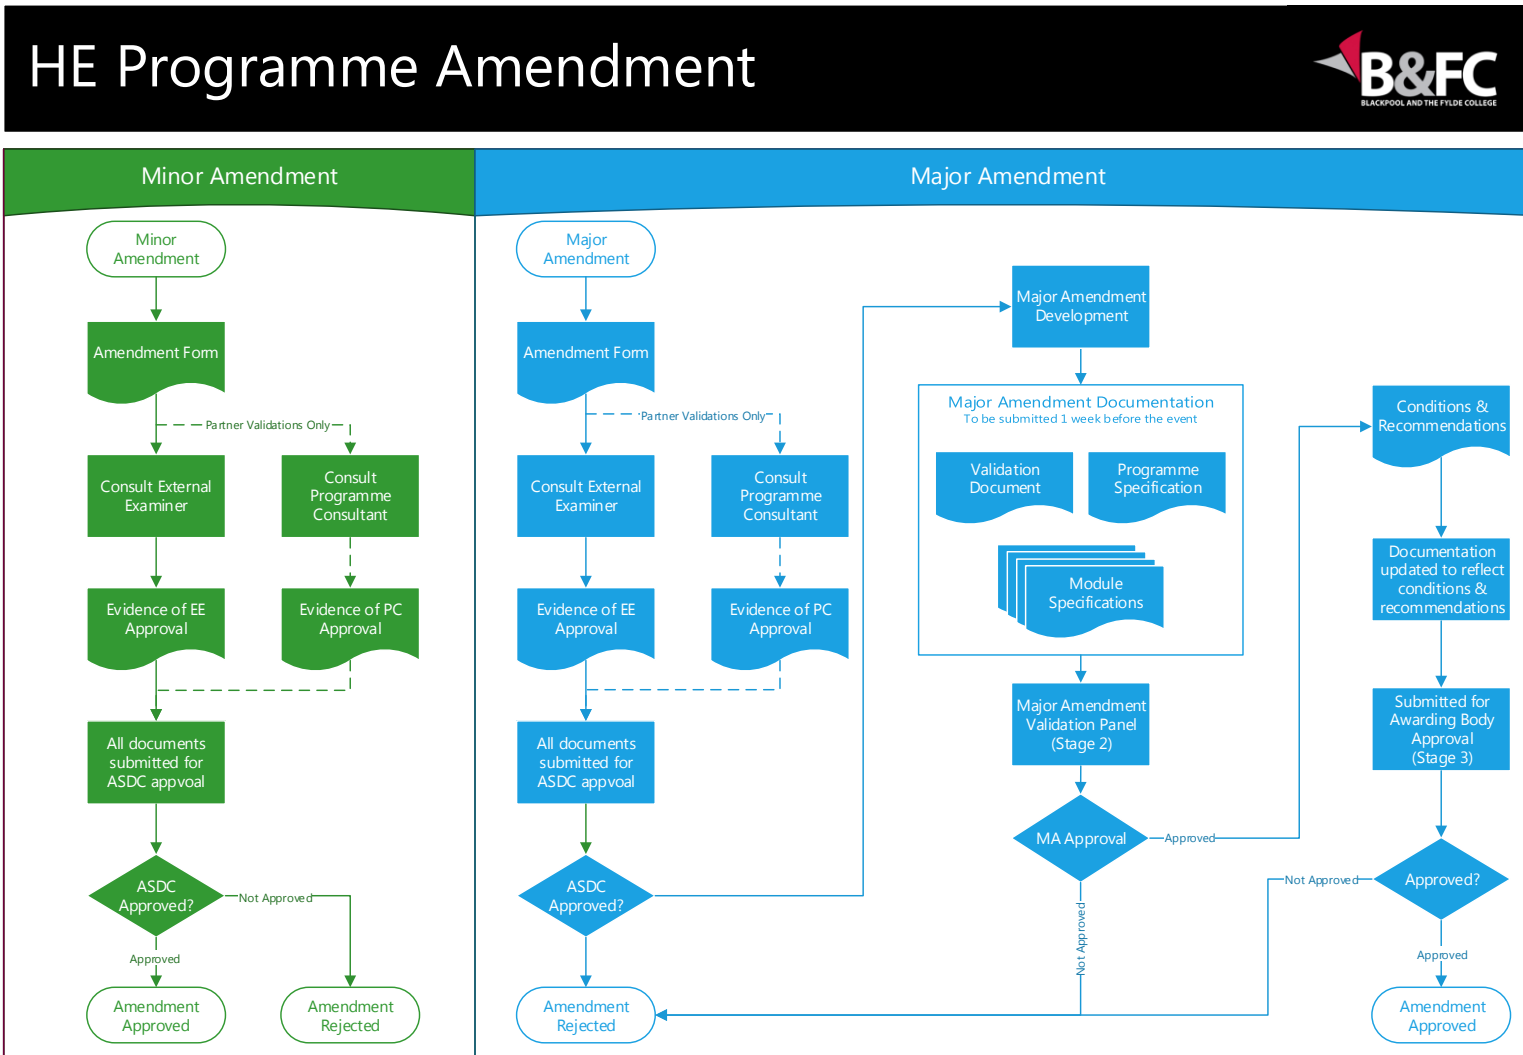 HE Programme Amendment
B&FC
BLACKPOOL AND THE FYLDE COLLEGE
Minor Amendment
Minor
Amendment
Amendment Form
Partner Validations Only
Consult External
Examiner
Consult
Programme
Consultant
Evidence of EE
Approval
Evidence of PC
Approval
All documents
submitted for
ASDC appvoal
ASDC
Approved?
Not Approved
Approved
Amendment
Approved
Amendment
Rejected
Major Amendment
Major
Amendment
Amendment Form
Partner Validations Only
Consult External
Examiner
Consult
Programme
Consultant
Evidence of EE
Approval
Evidence of PC
Approval
All documents
submitted for
ASDC appvoal
ASDC
Approved?
Amendment
Rejected
Major Amendment
Development
Major Amendment Documentation
To be submitted 1 week before the event
Validation
Document
Programme
Specification
Module
Specifications
Major Amendment
Validation Panel
(Stage 2)
MA Approval
Approved
Not Approved
Conditions &
Recommendations
Documentation
updated to reflect
conditions &
recommendations
Submitted for
Awarding Body
Approval
(Stage 3)
Approved?
Not Approved
Approved
Amendment
Approved